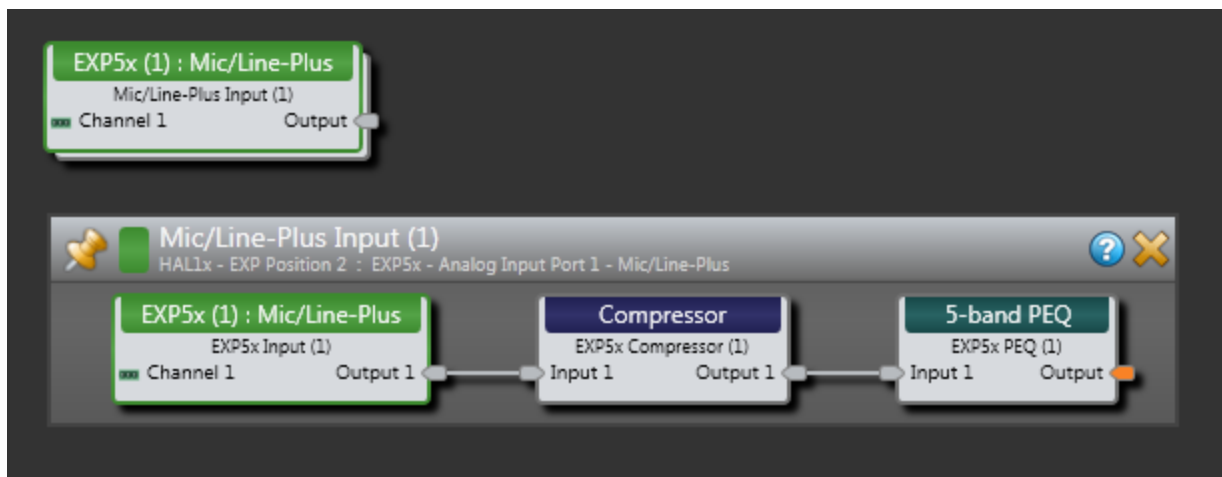 EXP5x (1) : Mic/Line-Plus
Mic/Line-Plus Input (1)
Channel 1 Output
Mic/Line-Plus Input (1)
HAL1x - EXP Position 2 : EXP5x - Analog Input Port 1 - Mic/Line-Plus
?
EXP5x (1) : Mic/Line-Plus
EXP5x Input (1)
Channel 1 Output 1
Compressor
EXP5x Compressor (1)
Input 1 Output 1
5-band PEQ
EXP5x PEQ (1)
Input 1 Output